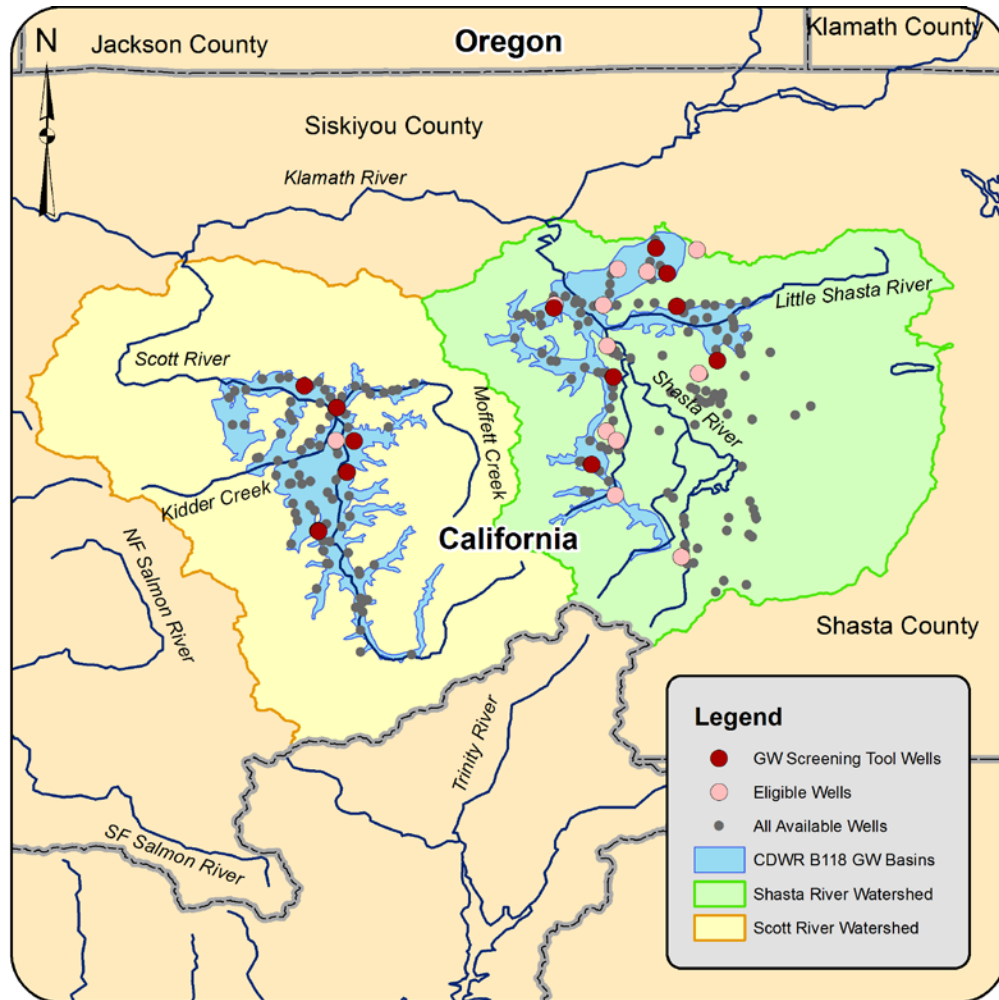 N
Jackson County
Oregon
Klamath County
Siskiyou County
Klamath River
Little Shasta River
Scott River
Shasta River
Moffett Creek
Kidder Creek
California
NF Salmon River
Shasta County
Trinity River
SF Salmon River
Legend
GW Screening Tool Wells
Eligible Wells
All Available Wells
CDWR B118 GW Basins
Shasta River Watershed
Scott River Watershed